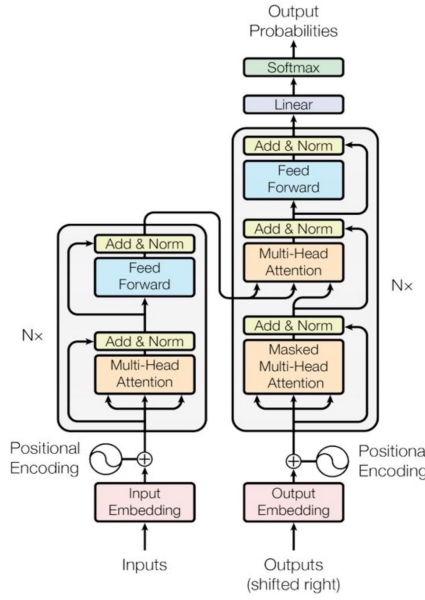 Output
Probabilities
Softmax
Linear
Add & Norm
Feed
Forward
Add & Norm
Multi-Head
Attention
Add & Norm
Masked
Multi-Head
Attention
N×
Add & Norm
Feed
Forward
Add & Norm
Multi-Head
Attention
N×
Positional
Encoding
Positiona
Encoding
Input
Embedding
Output
Embedding
Inputs
Outputs
(shifted right)